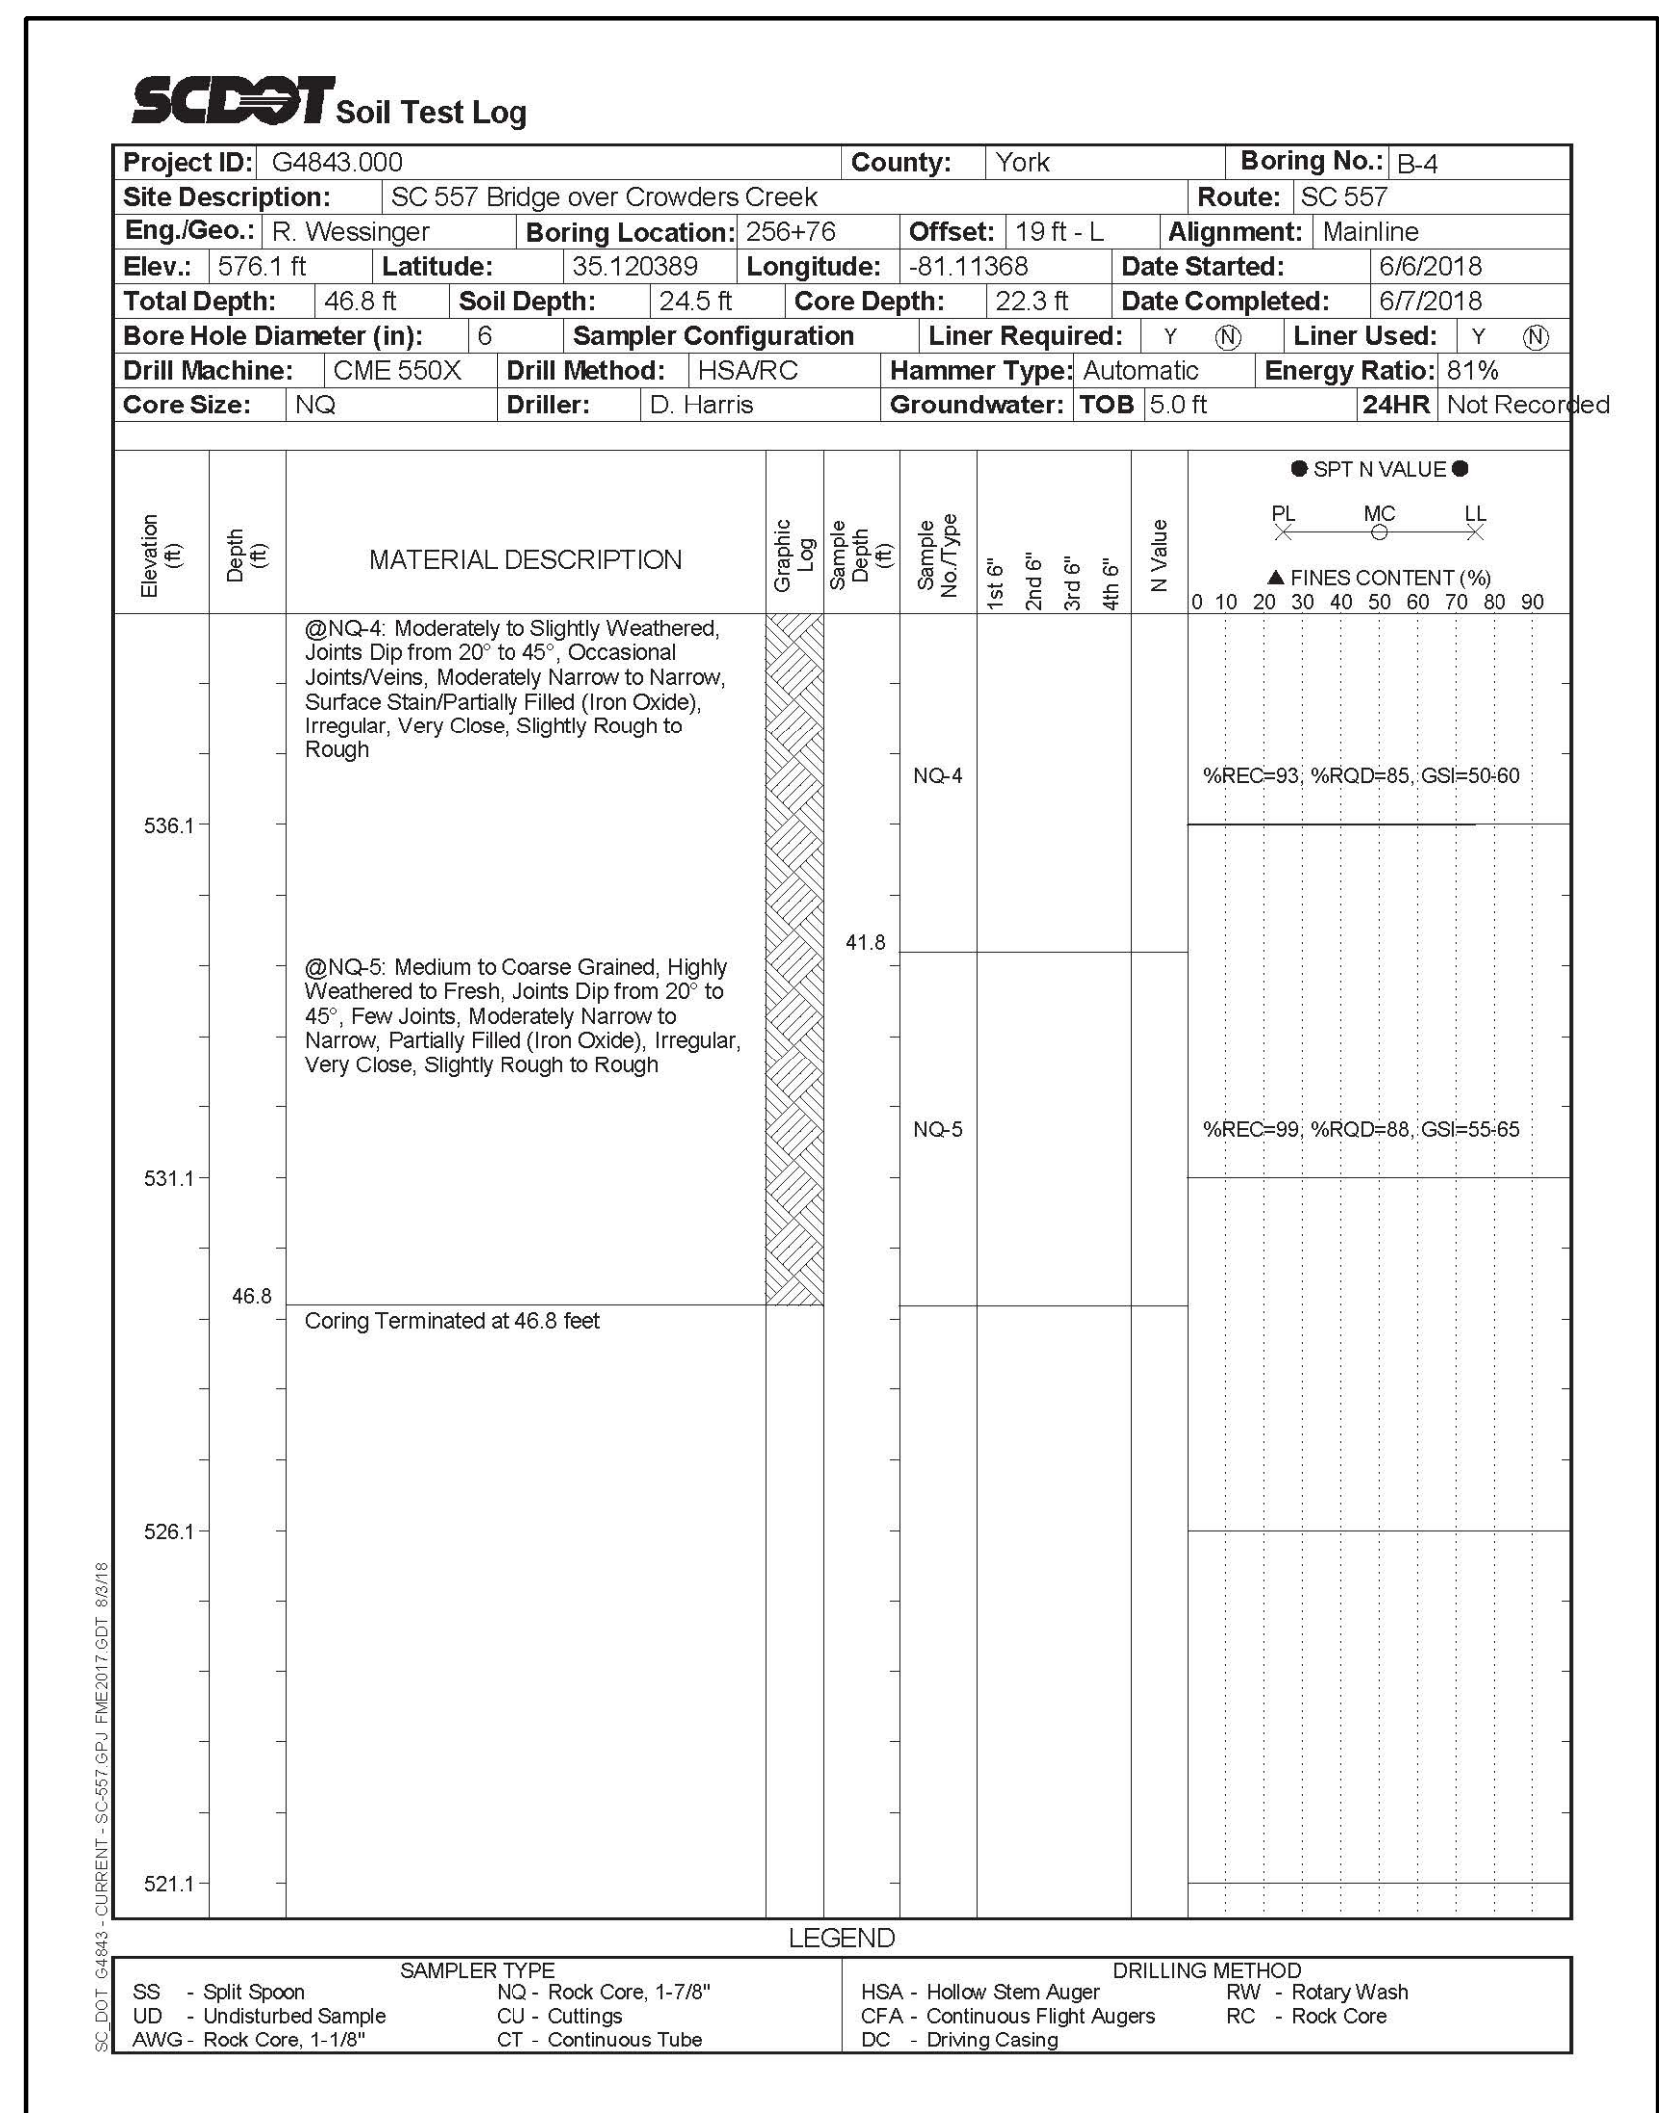 SCDOT Soil Test Log
Project ID: G4843.000 County: York Boring No.: B-4
Site Description: SC 557 Bridge over Crowders Creek Route: SC 557
Eng./Geo.: R. Wessinger Boring Location: 256+76 Offset: 19 ft - L Alignment: Mainline
Elev.: 576.1 ft Latitude: 35.120389 Longitude: -81.11368 Date Started: 6/6/2018
Total Depth: 46.8 ft Soil Depth: 24.5 ft Core Depth: 22.3 ft Date Completed: 6/7/2018
Bore Hole Diameter (in): 6 Sampler Configuration Liner Required: Y N Liner Used: Y N
Drill Machine: CME 550X Drill Method: HSA/RC Hammer Type: Automatic Energy Ratio: 81%
Core Size: NQ Driller: D. Harris Groundwater: TOB 5.0 ft 24HR Not Recorded
Elevation
(ft)
Depth
(ft)
MATERIAL DESCRIPTION
Graphic
Log
Sample
Depth
(ft)
Sample
No./Type
1st 6"
2nd 6"
3rd 6"
4th 6"
N Value
● SPT N VALUE ●
PL MC LL
▲ FINES CONTENT (%)
0 10 20 30 40 50 60 70 80 90
@NQ-4: Moderately to Slightly Weathered,
Joints Dip from 20° to 45°, Occasional
Joints/Veins, Moderately Narrow to Narrow,
Surface Stain/Partially Filled (Iron Oxide),
Irregular, Very Close, Slightly Rough to
Rough
NQ-4 %REC=93, %RQD=85, GSI=50-60
536.1
41.8
@NQ-5: Medium to Coarse Grained, Highly
Weathered to Fresh, Joints Dip from 20° to
45°, Few Joints, Moderately Narrow to
Narrow, Partially Filled (Iron Oxide), Irregular,
Very Close, Slightly Rough to Rough
NQ-5 %REC=99, %RQD=88, GSI=55-65
531.1
46.8
Coring Terminated at 46.8 feet
526.1
521.1
SC_DOT G4843 - CURRENT - SC-557.GPJ FME2017.GDT 8/3/18
LEGEND
SAMPLER TYPE DRILLING METHOD
SS - Split Spoon NQ - Rock Core, 1-7/8" HSA - Hollow Stem Auger RW - Rotary Wash
UD - Undisturbed Sample CU - Cuttings CFA - Continuous Flight Augers RC - Rock Core
AWG - Rock Core, 1-1/8" CT - Continuous Tube DC - Driving Casing